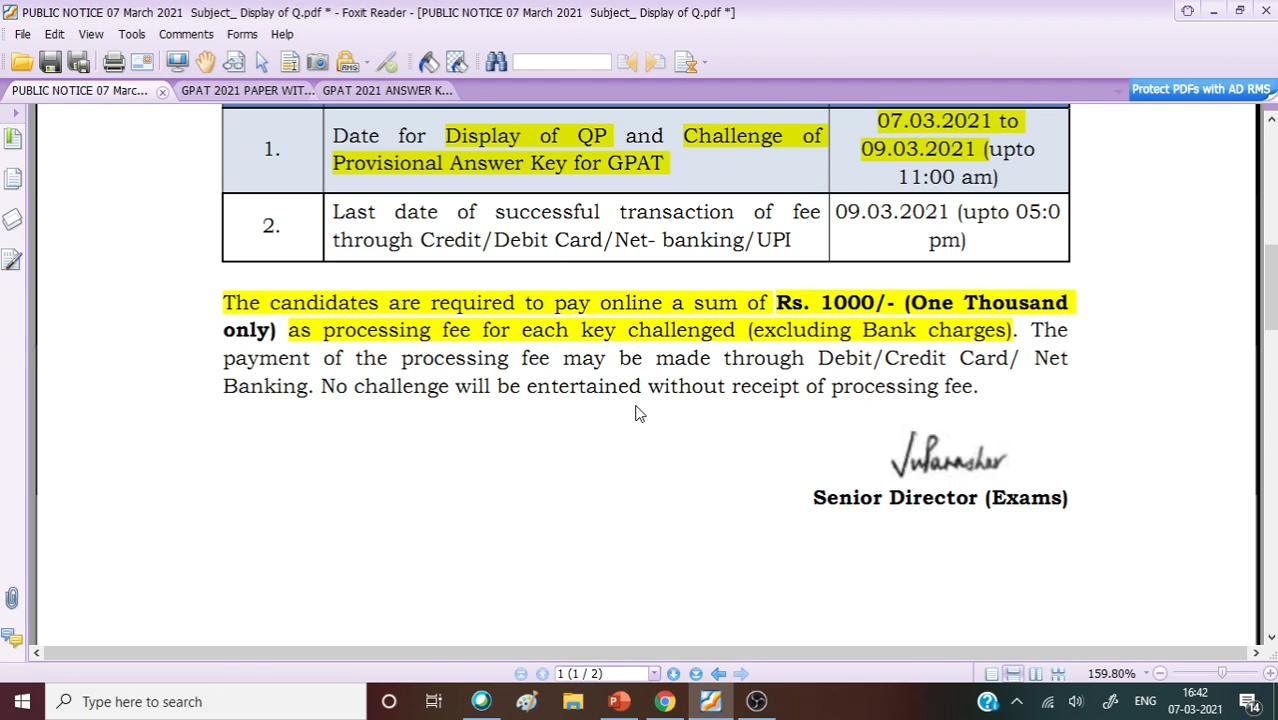 PUBLIC NOTICE 07 March 2021   Subject_ Display of Q.pdf * - Foxit Reader - [PUBLIC NOTICE 07 March 2021   Subject_ Display of Q.pdf *]
File Edit View Tools Comments Forms Help
PUBLIC NOTICE 07 Marc... GPAT 2021 PAPER WIT... GPAT 2021 ANSWER K... Protect PDFs with AD RMS
1. Date for Display of QP and Challenge of Provisional Answer Key for GPAT 07.03.2021 to 09.03.2021 (upto 11:00 am)
2. Last date of successful transaction of fee through Credit/Debit Card/Net- banking/UPI 09.03.2021 (upto 05:0 pm)
The candidates are required to pay online a sum of Rs. 1000/- (One Thousand
only) as processing fee for each key challenged (excluding Bank charges). The
payment of the processing fee may be made through Debit/Credit Card/ Net
Banking. No challenge will be entertained without receipt of processing fee.
Senior Director (Exams)
1 (1 / 2) 159.80%
Type here to search ENG 16:42
07-03-2021 14